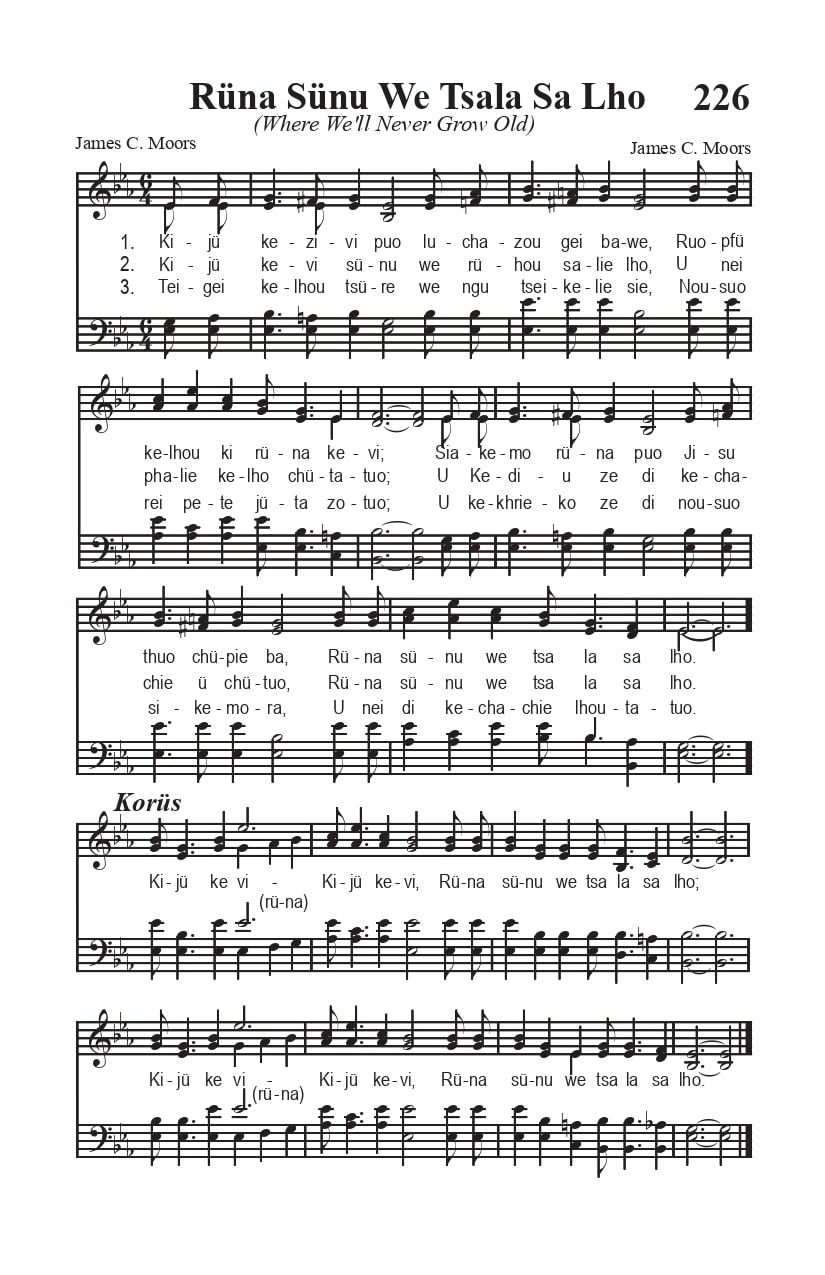 Rüna Sünu We Tsala Sa Lho 226
(Where We'll Never Grow Old)
James C. Moors James C. Moors
1. Ki - jü ke - zi - vi puo lu - cha - zou gei ba - we, Ruo - pfü
2. Ki - jü ke - vi sü - nu we rü - hou sa - lie lho, U nei
3. Tei - gei ke - lhou tsü - re we ngu tsei - ke - lie sie, Nou - suo
ke - lhou ki rü - na ke - vi; Sia - ke - mo rü - na puo Ji - su
pha - lie ke - lho chü - ta - tuo; U Ke - di - u ze di ke - cha -
rei pe - te jü - ta zo - tuo; U ke - khrie - ko ze di nou - suo
thuo chü - pie ba, Rü - na sü - nu we tsa la sa lho.
chie ü chü - tuo, Rü - na sü - nu we tsa la sa lho.
si - ke - mo - ra, U nei di ke - cha - chie lhou - ta - tuo.
Korüs
Ki - jü ke vi - Ki - jü ke - vi, Rü - na sü - nu we tsa la sa lho;
(rü - na)
Ki - jü ke vi - Ki - jü ke - vi, Rü - na sü - nu we tsa la sa lho.
(rü - na)